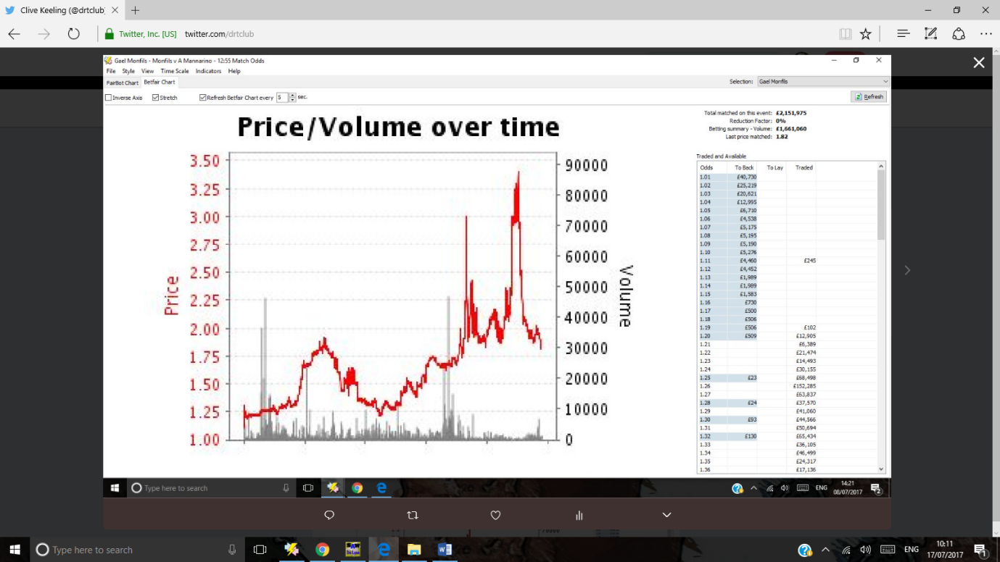 Clive Keeling (@drtclub
Twitter, Inc. [US] twitter.com/drtclub
Gael Monfils - Monfils v A Mannarino - 12:55 Match Odds
File Style View Time Scale Indicators Help
FairBot Chart Betfair Chart
Selection: Gael Monfils
Inverse Axis Stretch Refresh Betfair Chart every 5 sec.
Refresh
Price/Volume over time
Total matched on this event: £2,151,975
Reduction Factor: 0%
Betting summary - Volume: £1,661,060
Last price matched: 1.82
3.50
3.25
3.00
2.75
2.50
2.25
2.00
1.75
1.50
1.25
1.00
Price
90000
80000
70000
60000
50000
40000
30000
20000
10000
0
Volume
Traded and Available
Odds To Back To Lay Traded
1.01 £40,730
1.02 £25,219
1.03 £20,621
1.04 £12,995
1.05 £6,710
1.06 £4,538
1.07 £5,175
1.08 £5,195
1.09 £5,190
1.10 £5,276
1.11 £4,460 £245
1.12 £4,452
1.13 £1,989
1.14 £1,989
1.15 £1,583
1.16 £730
1.17 £500
1.18 £506
1.19 £506 £102
1.20 £509 £12,905
1.21 £6,389
1.22 £21,474
1.23 £14,493
1.24 £30,155
1.25 £23 £68,498
1.26 £152,285
1.27 £63,837
1.28 £24 £37,570
1.29 £41,060
1.30 £93 £44,566
1.31 £50,694
1.32 £130 £65,434
1.33 £36,105
1.34 £46,499
1.35 £24,317
1.36 £17,136
Type here to search
ENG
14:21
08/07/2017
2
Type here to search
ENG
10:11
17/07/2017
1